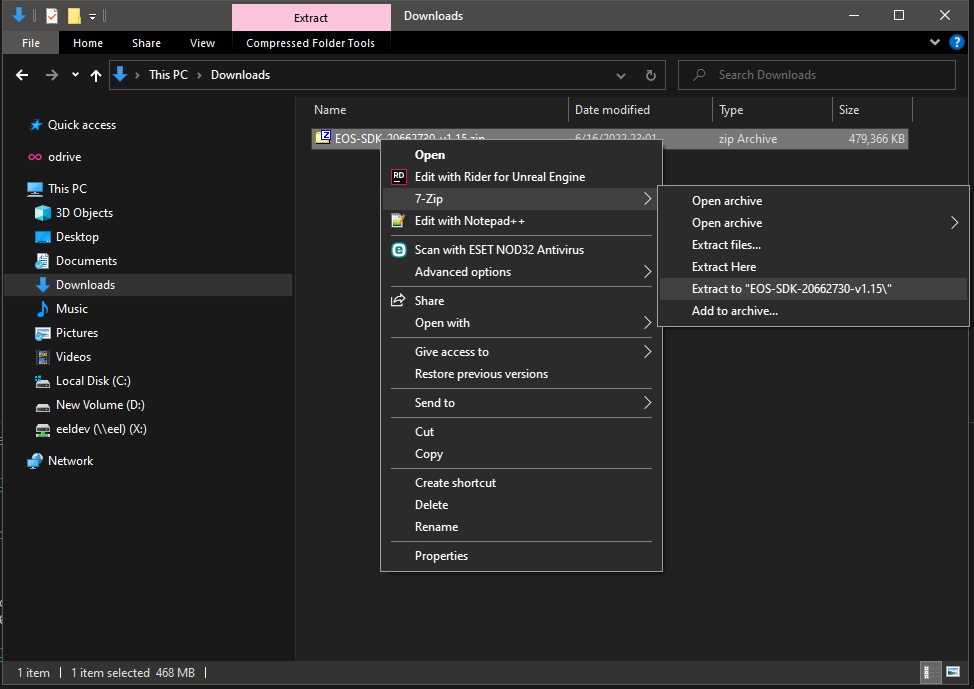 Extract
Downloads
File
Home
Share
View
Compressed Folder Tools
This PC
Downloads
Search Downloads
Name
Date modified
Type
Size
EOS-SDK-20662730-v1.15.zip
6/16/2022 23:01
zip Archive
479,366 KB
Quick access
odrive
This PC
3D Objects
Desktop
Documents
Downloads
Music
Pictures
Videos
Local Disk (C:)
New Volume (D:)
eeldev (\\eel) (X:)
Network
Open
RD Edit with Rider for Unreal Engine
7-Zip
Edit with Notepad++
e Scan with ESET NOD32 Antivirus
Advanced options
Share
Open with
Give access to
Restore previous versions
Send to
Cut
Copy
Create shortcut
Delete
Rename
Properties
Open archive
Open archive
Extract files...
Extract Here
Extract to "EOS-SDK-20662730-v1.15\"
Add to archive...
1 item
1 item selected 468 MB